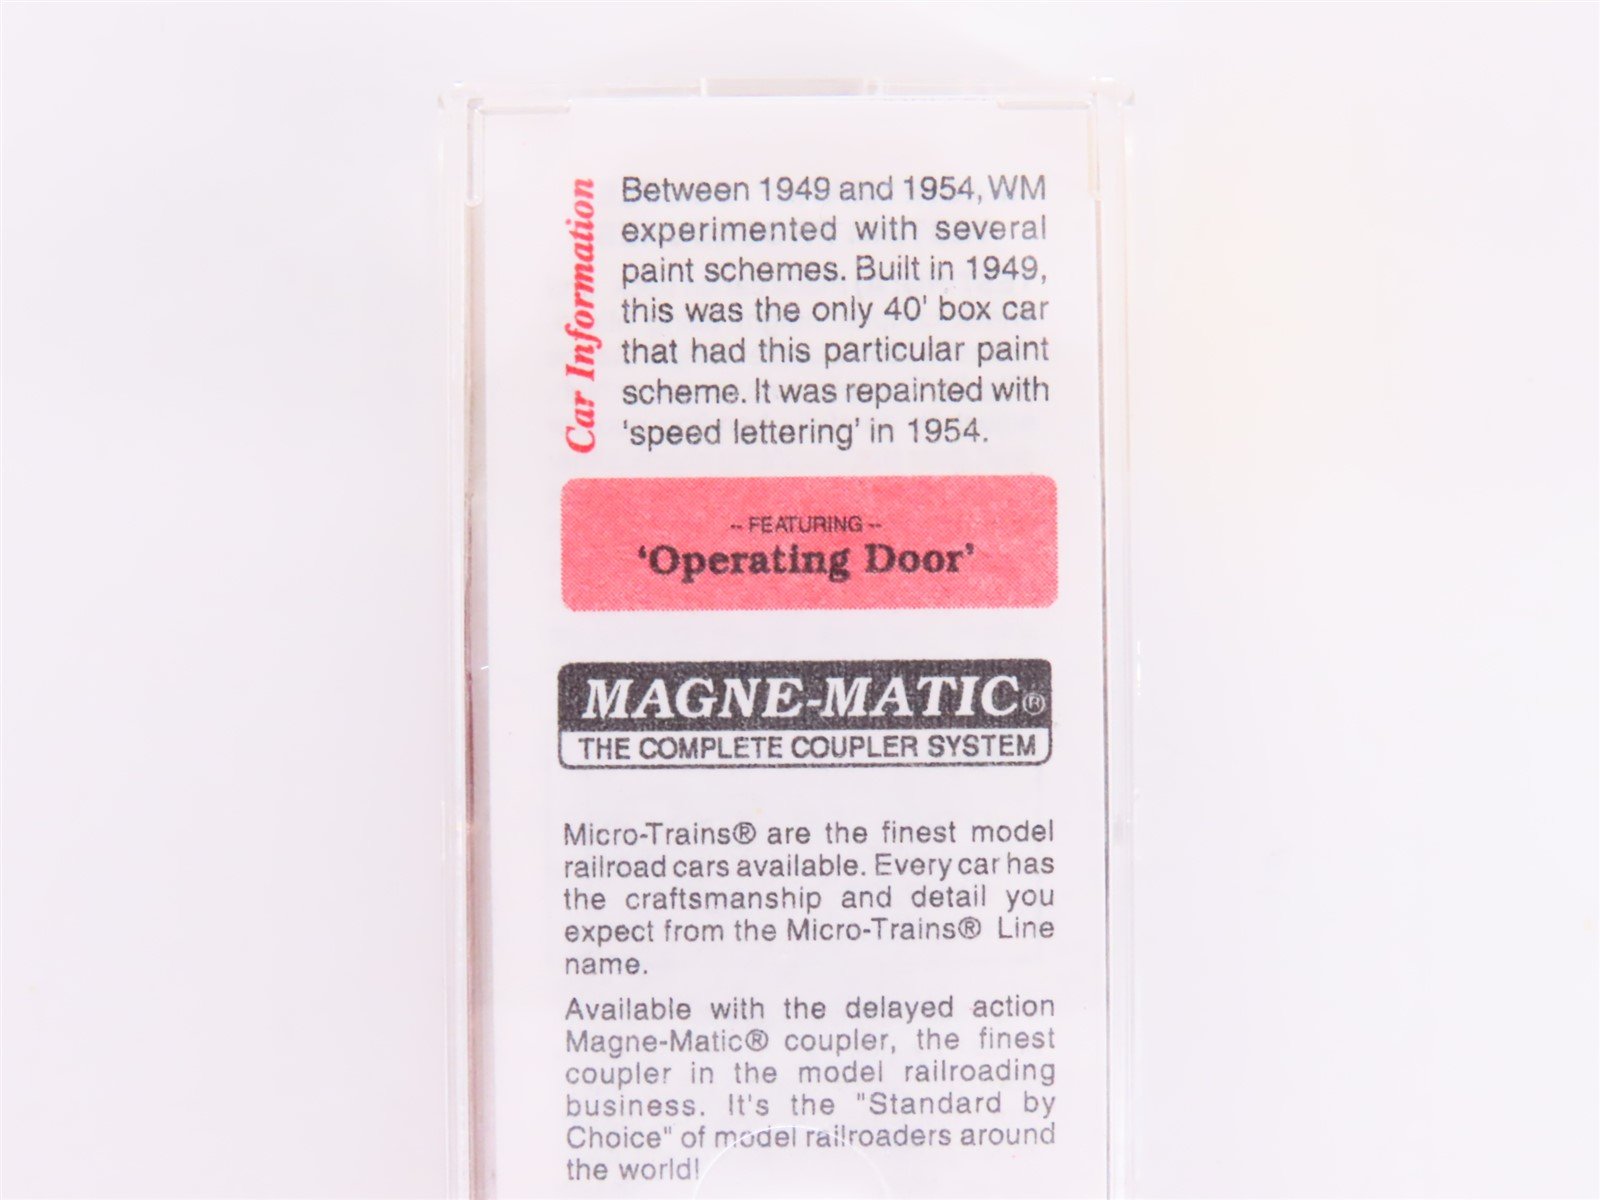 Car Information
Between 1949 and 1954, WM
experimented with several
paint schemes. Built in 1949,
this was the only 40' box car
that had this particular paint
scheme. It was repainted with
'speed lettering' in 1954.
-- FEATURING --
'Operating Door'
MAGNE-MATIC®
THE COMPLETE COUPLER SYSTEM
Micro-Trains® are the finest model
railroad cars available. Every car has
the craftsmanship and detail you
expect from the Micro-Trains® Line
name.
Available with the delayed action
Magne-Matic® coupler, the finest
coupler in the model railroading
business. It's the "Standard by
Choice" of model railroaders around
the world!